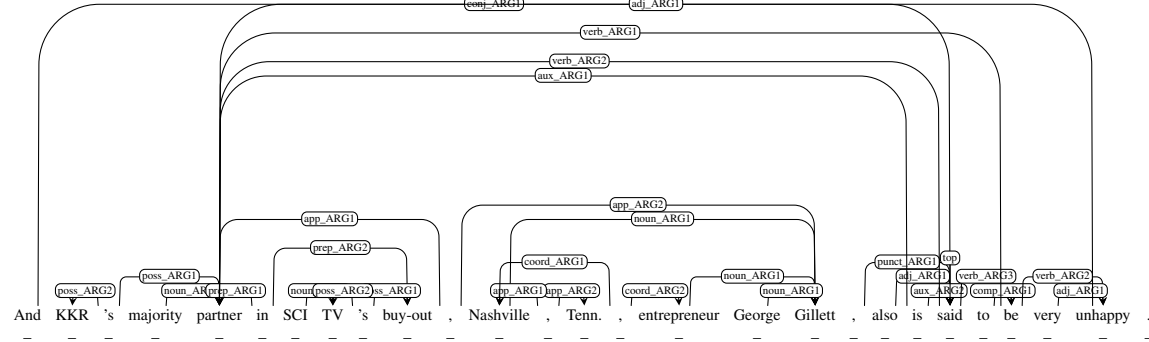 conj_ARG1 adj_ARG1
verb_ARG1
verb_ARG2
aux_ARG1
app_ARG2
app_ARG1 noun_ARG1
prep_ARG2
coord_ARG1 punct_ARG1 top
poss_ARG1 noun_ARG1 adj_ARG1 verb_ARG3 verb_ARG2
poss_ARG2 prep_ARG1 poss_ARG2 app_ARG1 app_ARG2 coord_ARG2 noun_ARG1 aux_ARG2 comp_ARG1 adj_ARG1
And KKR 's majority partner in SCI TV 's buy-out , Nashville , Tenn. , entrepreneur George Gillett , also is said to be very unhappy .
_ _ _ _ _ _ _ _ _ _ _ _ _ _ _ _ _ _ _ _ _ _ _ _ _